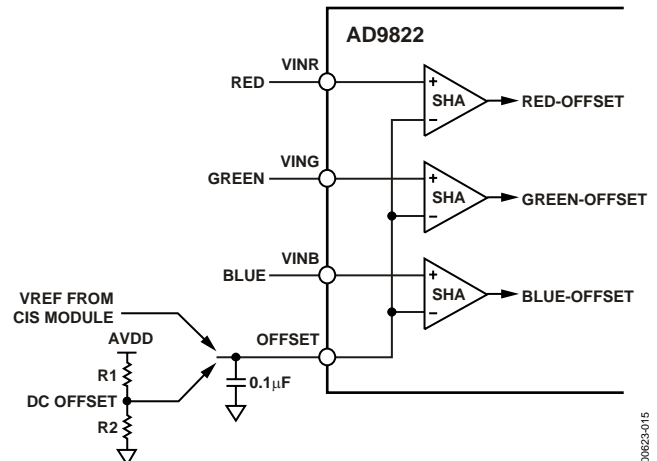 AD9822
VINR
RED
+
SHA
−
RED-OFFSET
VING
GREEN
+
SHA
−
GREEN-OFFSET
VINB
BLUE
+
SHA
−
BLUE-OFFSET
VREF FROM
CIS MODULE
AVDD
OFFSET
R1
0.1µF
DC OFFSET
R2
00623-015